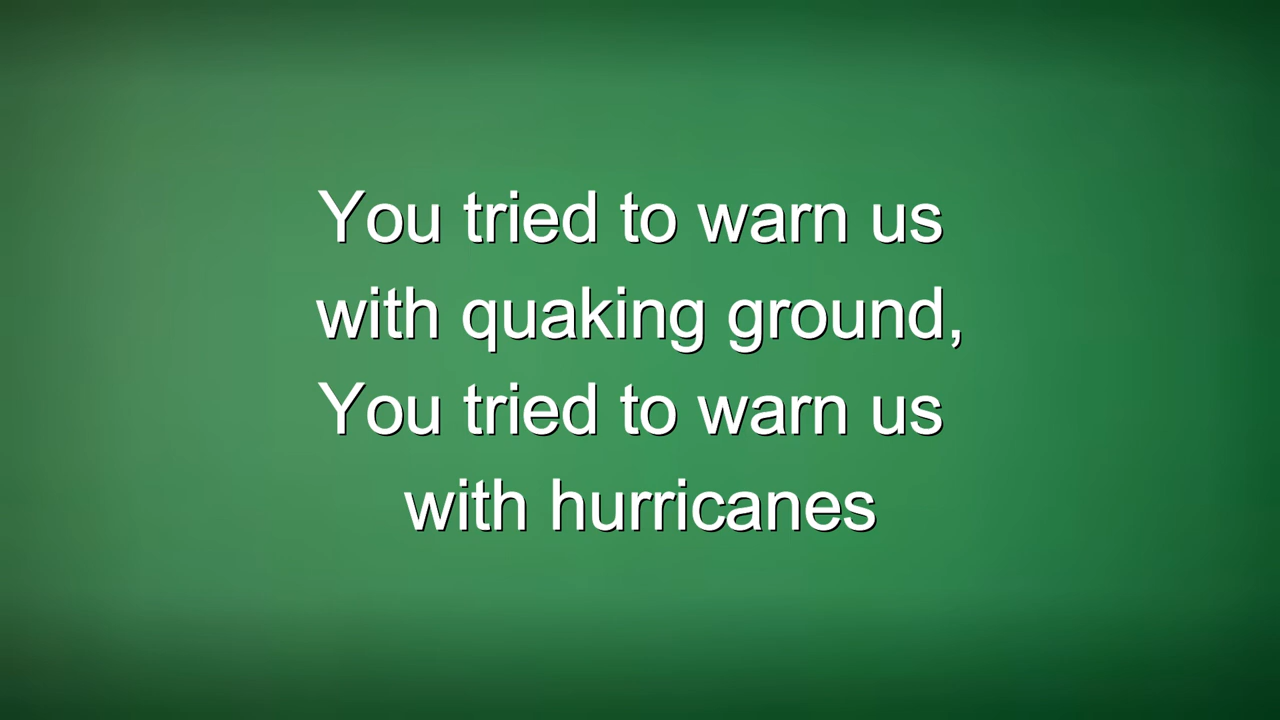 You tried to warn us
with quaking ground,
You tried to warn us
with hurricanes